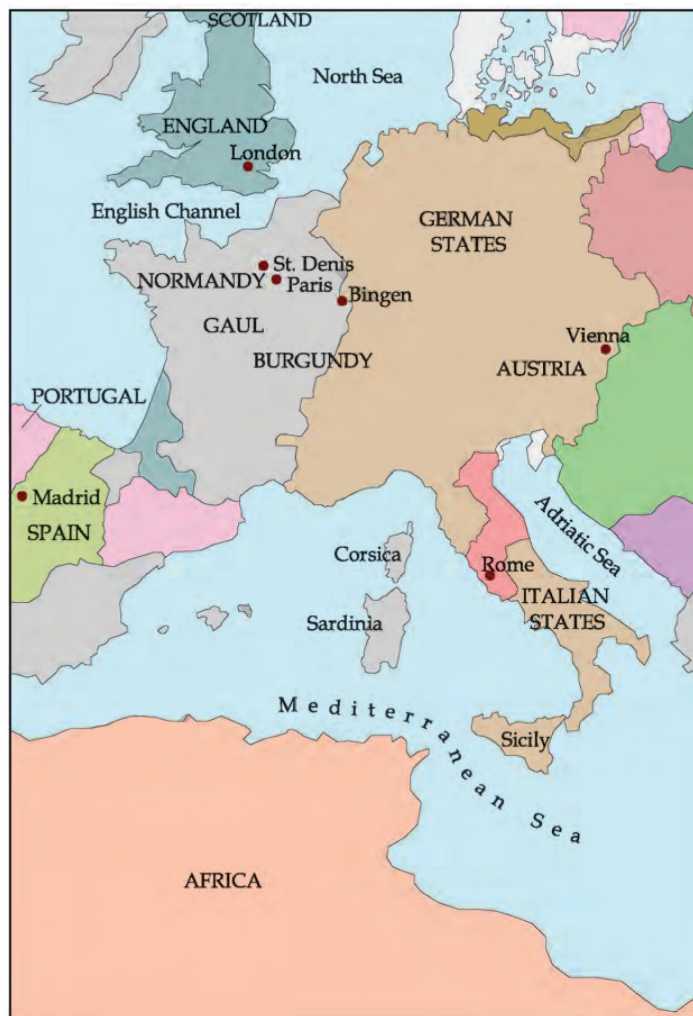 SCOTLAND
North Sea
ENGLAND
London
English Channel
GERMAN
STATES
St. Denis
NORMANDY
Paris
Bingen
GAUL
Vienna
BURGUNDY
AUSTRIA
PORTUGAL
Madrid
SPAIN
Adriatic Sea
Corsica
Rome
ITALIAN
STATES
Sardinia
Mediterranean Sea
Sicily
AFRICA